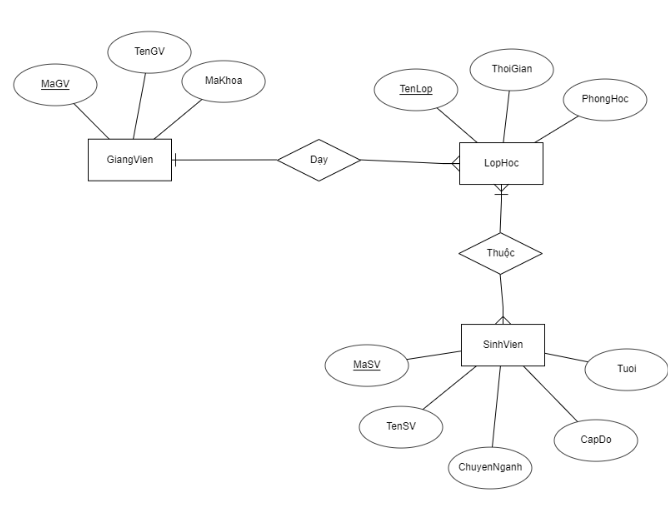 TenGV
MaGV
MaKhoa
ThoiGian
TenLop
PhongHoc
GiangVien
Day
LopHoc
Thuộc
SinhVien
MaSV
Tuoi
TenSV
CapDo
ChuyenNganh